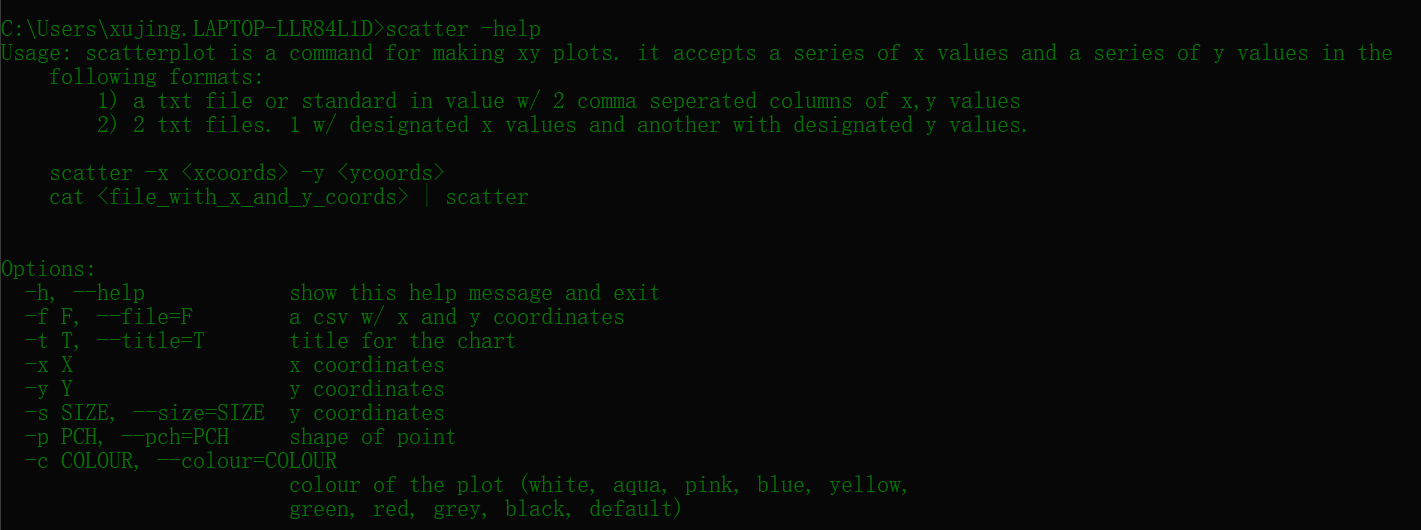 C:\Users\xujing.LAPTOP-LLR84L1D>scatter -help
Usage: scatterplot is a command for making xy plots. it accepts a series of x values and a series of y values in the
following formats:
1) a txt file or standard in value w/ 2 comma seperated columns of x,y values
2) 2 txt files. 1 w/ designated x values and another with designated y values.
scatter -x <xcoords> -y <ycoords>
cat <file_with_x_and_y_coords> | scatter
Options:
-h, --help show this help message and exit
-f F, --file=F a csv w/ x and y coordinates
-t T, --title=T title for the chart
-x X x coordinates
-y Y y coordinates
-s SIZE, --size=SIZE y coordinates
-p PCH, --pch=PCH shape of point
-c COLOUR, --colour=COLOUR
colour of the plot (white, aqua, pink, blue, yellow,
green, red, grey, black, default)